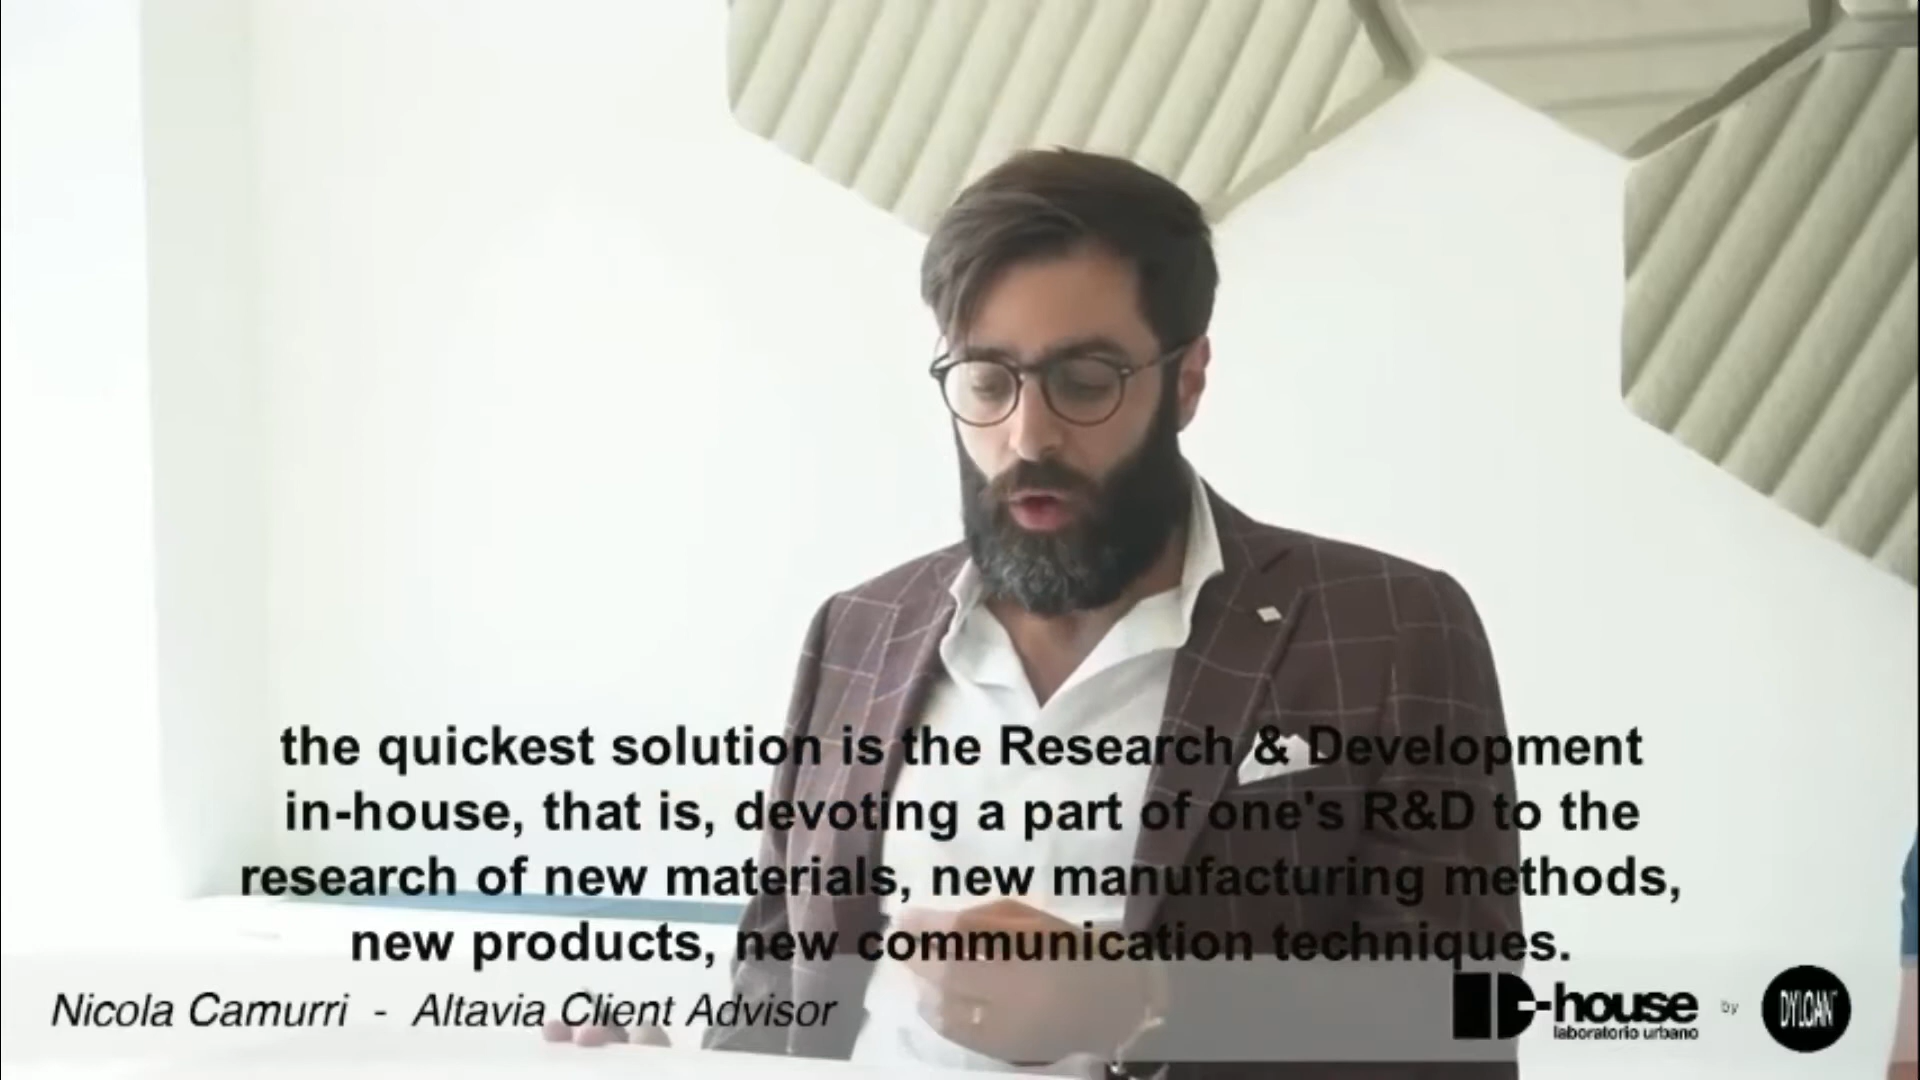 the quickest solution is the Research & Development
in-house, that is, devoting a part of one's R&D to the
research of new materials, new manufacturing methods,
new products, new communication techniques.
Nicola Camurri - Altavia Client Advisor
D-house
laboratorio urbano
by
DYLOAN